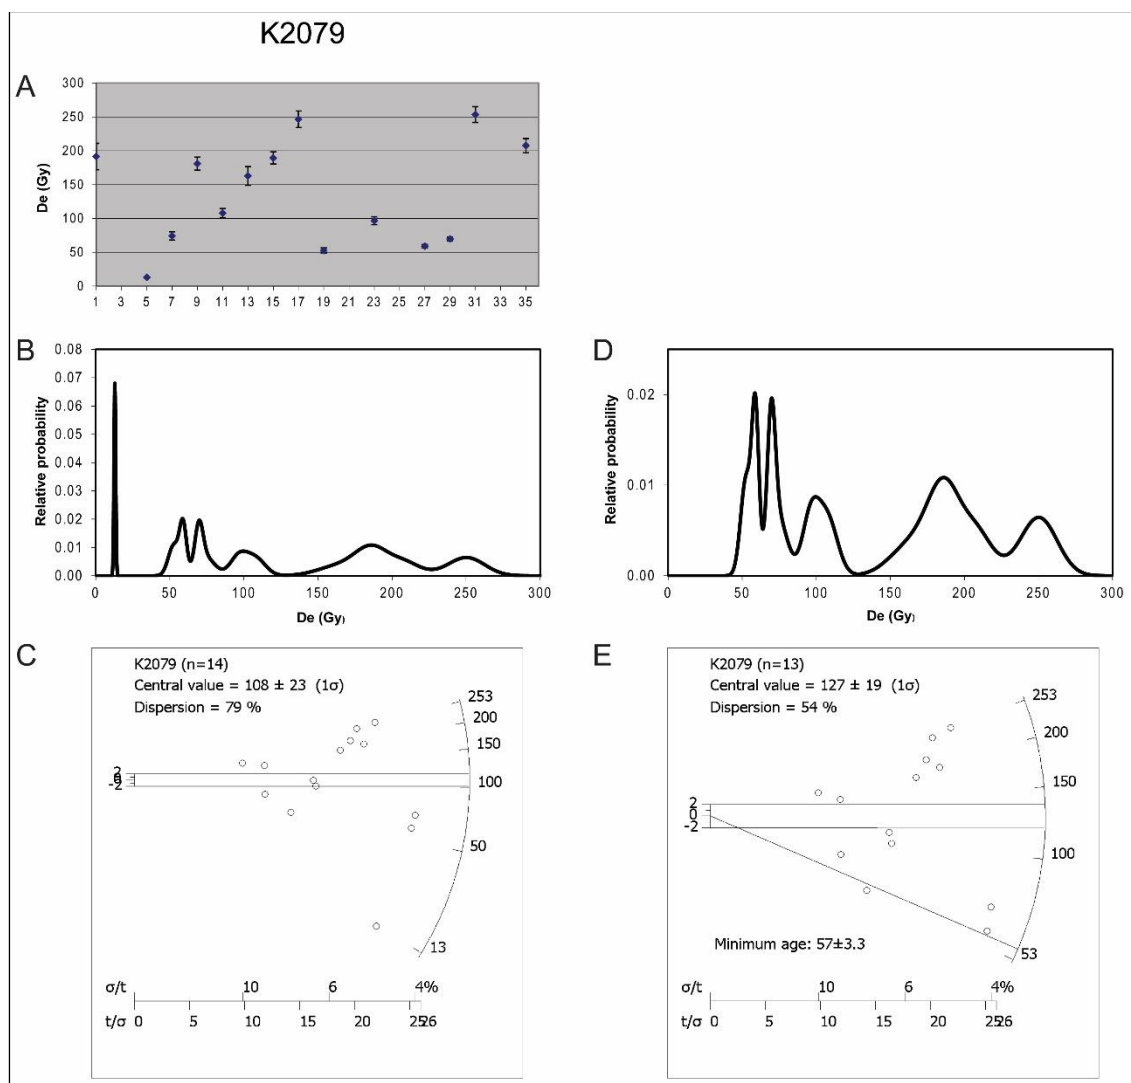 K2079
A
300
250
200
150
100
50
0
De (Gy)
1 3 5 7 9 11 13 15 17 19 21 23 25 27 29 31 33 35
B
0.08
0.07
0.06
0.05
0.04
0.03
0.02
0.01
0.00
Relative probability
0 50 100 150 200 250 300
De (Gy)
D
0.02
0.01
0.00
Relative probability
0 50 100 150 200 250 300
De (Gy)
C
K2079 (n=14)
Central value = 108 ± 23 (1σ)
Dispersion = 79 %
253
200
150
100
50
13
2
0
-2
σ/t 10 6 4%
t/σ 0 5 10 15 20 25 26
E
K2079 (n=13)
Central value = 127 ± 19 (1σ)
Dispersion = 54 %
253
200
150
100
53
2
0
-2
Minimum age: 57±3.3
σ/t 10 6 4%
t/σ 0 5 10 15 20 25 26